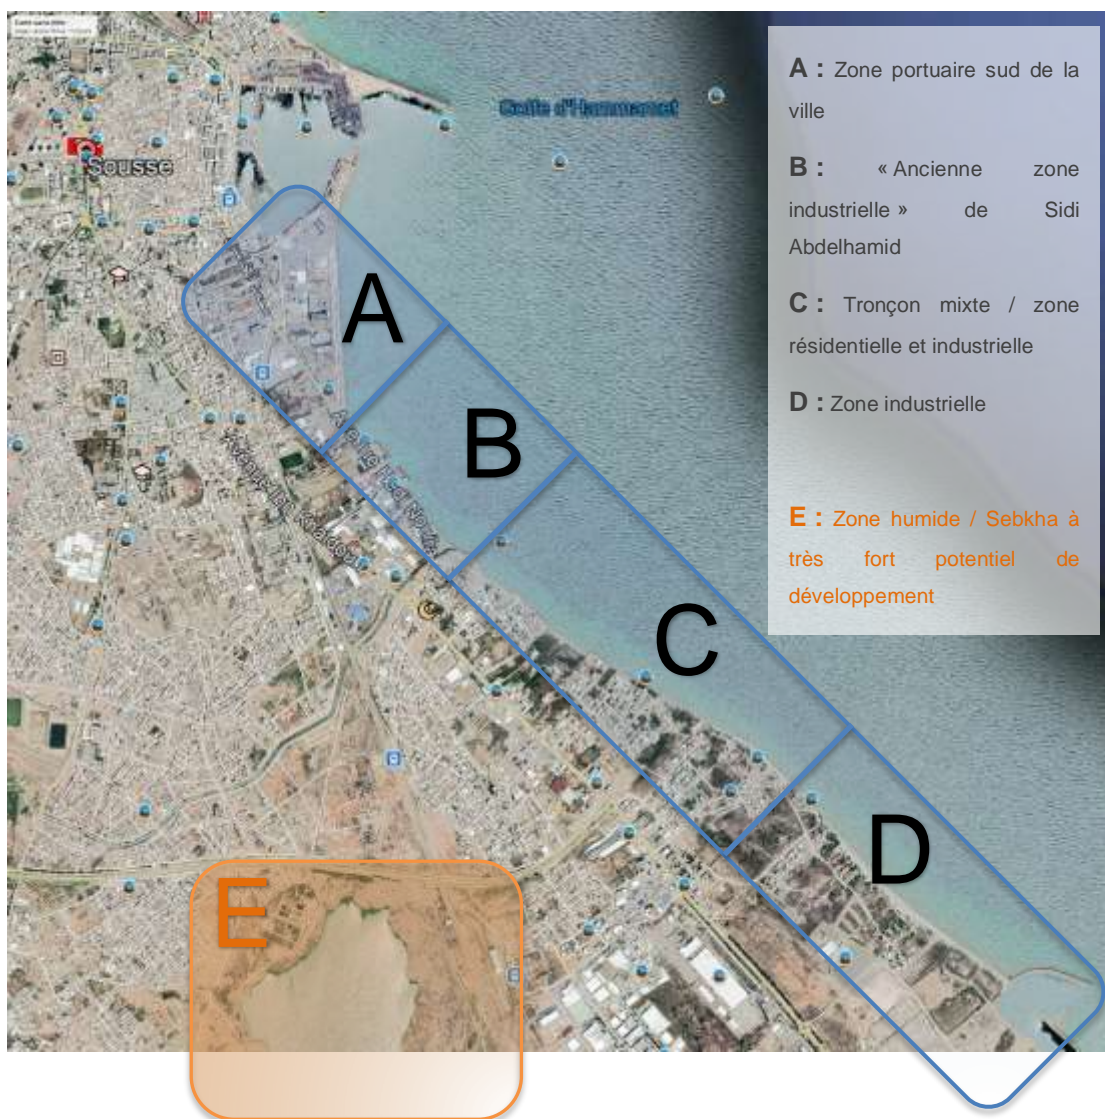 Golfe d'Hammamet
Sousse
A : Zone portuaire sud de la
ville
B : « Ancienne zone
industrielle » de Sidi
Abdelhamid
C : Tronçon mixte / zone
résidentielle et industrielle
D : Zone industrielle
E : Zone humide / Sebkha à
très fort potentiel de
développement
A
B
C
D
E